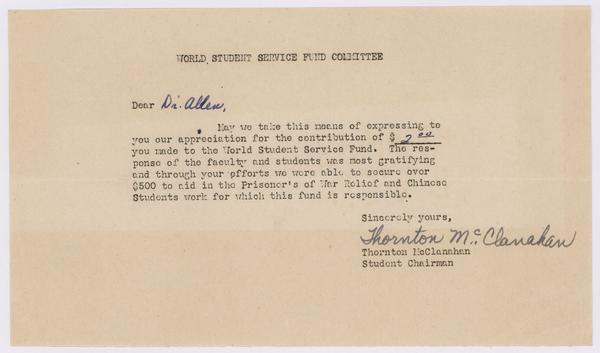 WORLD STUDENT SERVICE FUND COMMITTEE
Dear Dr. Allen,
May we take this means of expressing to
you our appreciation for the contribution of $ 2.00
you made to the World Student Service Fund. The res-
ponse of the faculty and students was most gratifying
and through your efforts we were able to secure over
$500 to aid in the Prisoner's of War Relief and Chinese
Students work for which this fund is responsible.
Sincerely yours,
Thornton McClanahan
Thornton McClanahan
Student Chairman